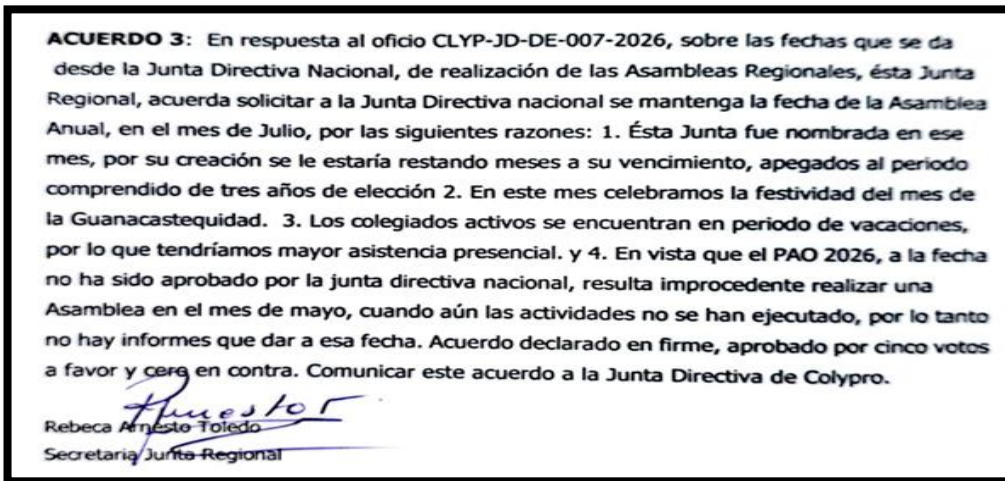 ACUERDO 3: En respuesta al oficio CLYP-JD-DE-007-2026, sobre las fechas que se da
desde la Junta Directiva Nacional, de realización de las Asambleas Regionales, ésta Junta
Regional, acuerda solicitar a la Junta Directiva nacional se mantenga la fecha de la Asamblea
Anual, en el mes de Julio, por las siguientes razones: 1. Ésta Junta fue nombrada en ese
mes, por su creación se le estaría restando meses a su vencimiento, apegados al periodo
comprendido de tres años de elección 2. En este mes celebramos la festividad del mes de
la Guanacastequidad. 3. Los colegiados activos se encuentran en periodo de vacaciones,
por lo que tendríamos mayor asistencia presencial. y 4. En vista que el PAO 2026, a la fecha
no ha sido aprobado por la junta directiva nacional, resulta improcedente realizar una
Asamblea en el mes de mayo, cuando aún las actividades no se han ejecutado, por lo tanto
no hay informes que dar a esa fecha. Acuerdo declarado en firme, aprobado por cinco votos
a favor y cero en contra. Comunicar este acuerdo a la Junta Directiva de Colypro.
Rebeca Arnesto Toledo
Secretaria Junta Regional